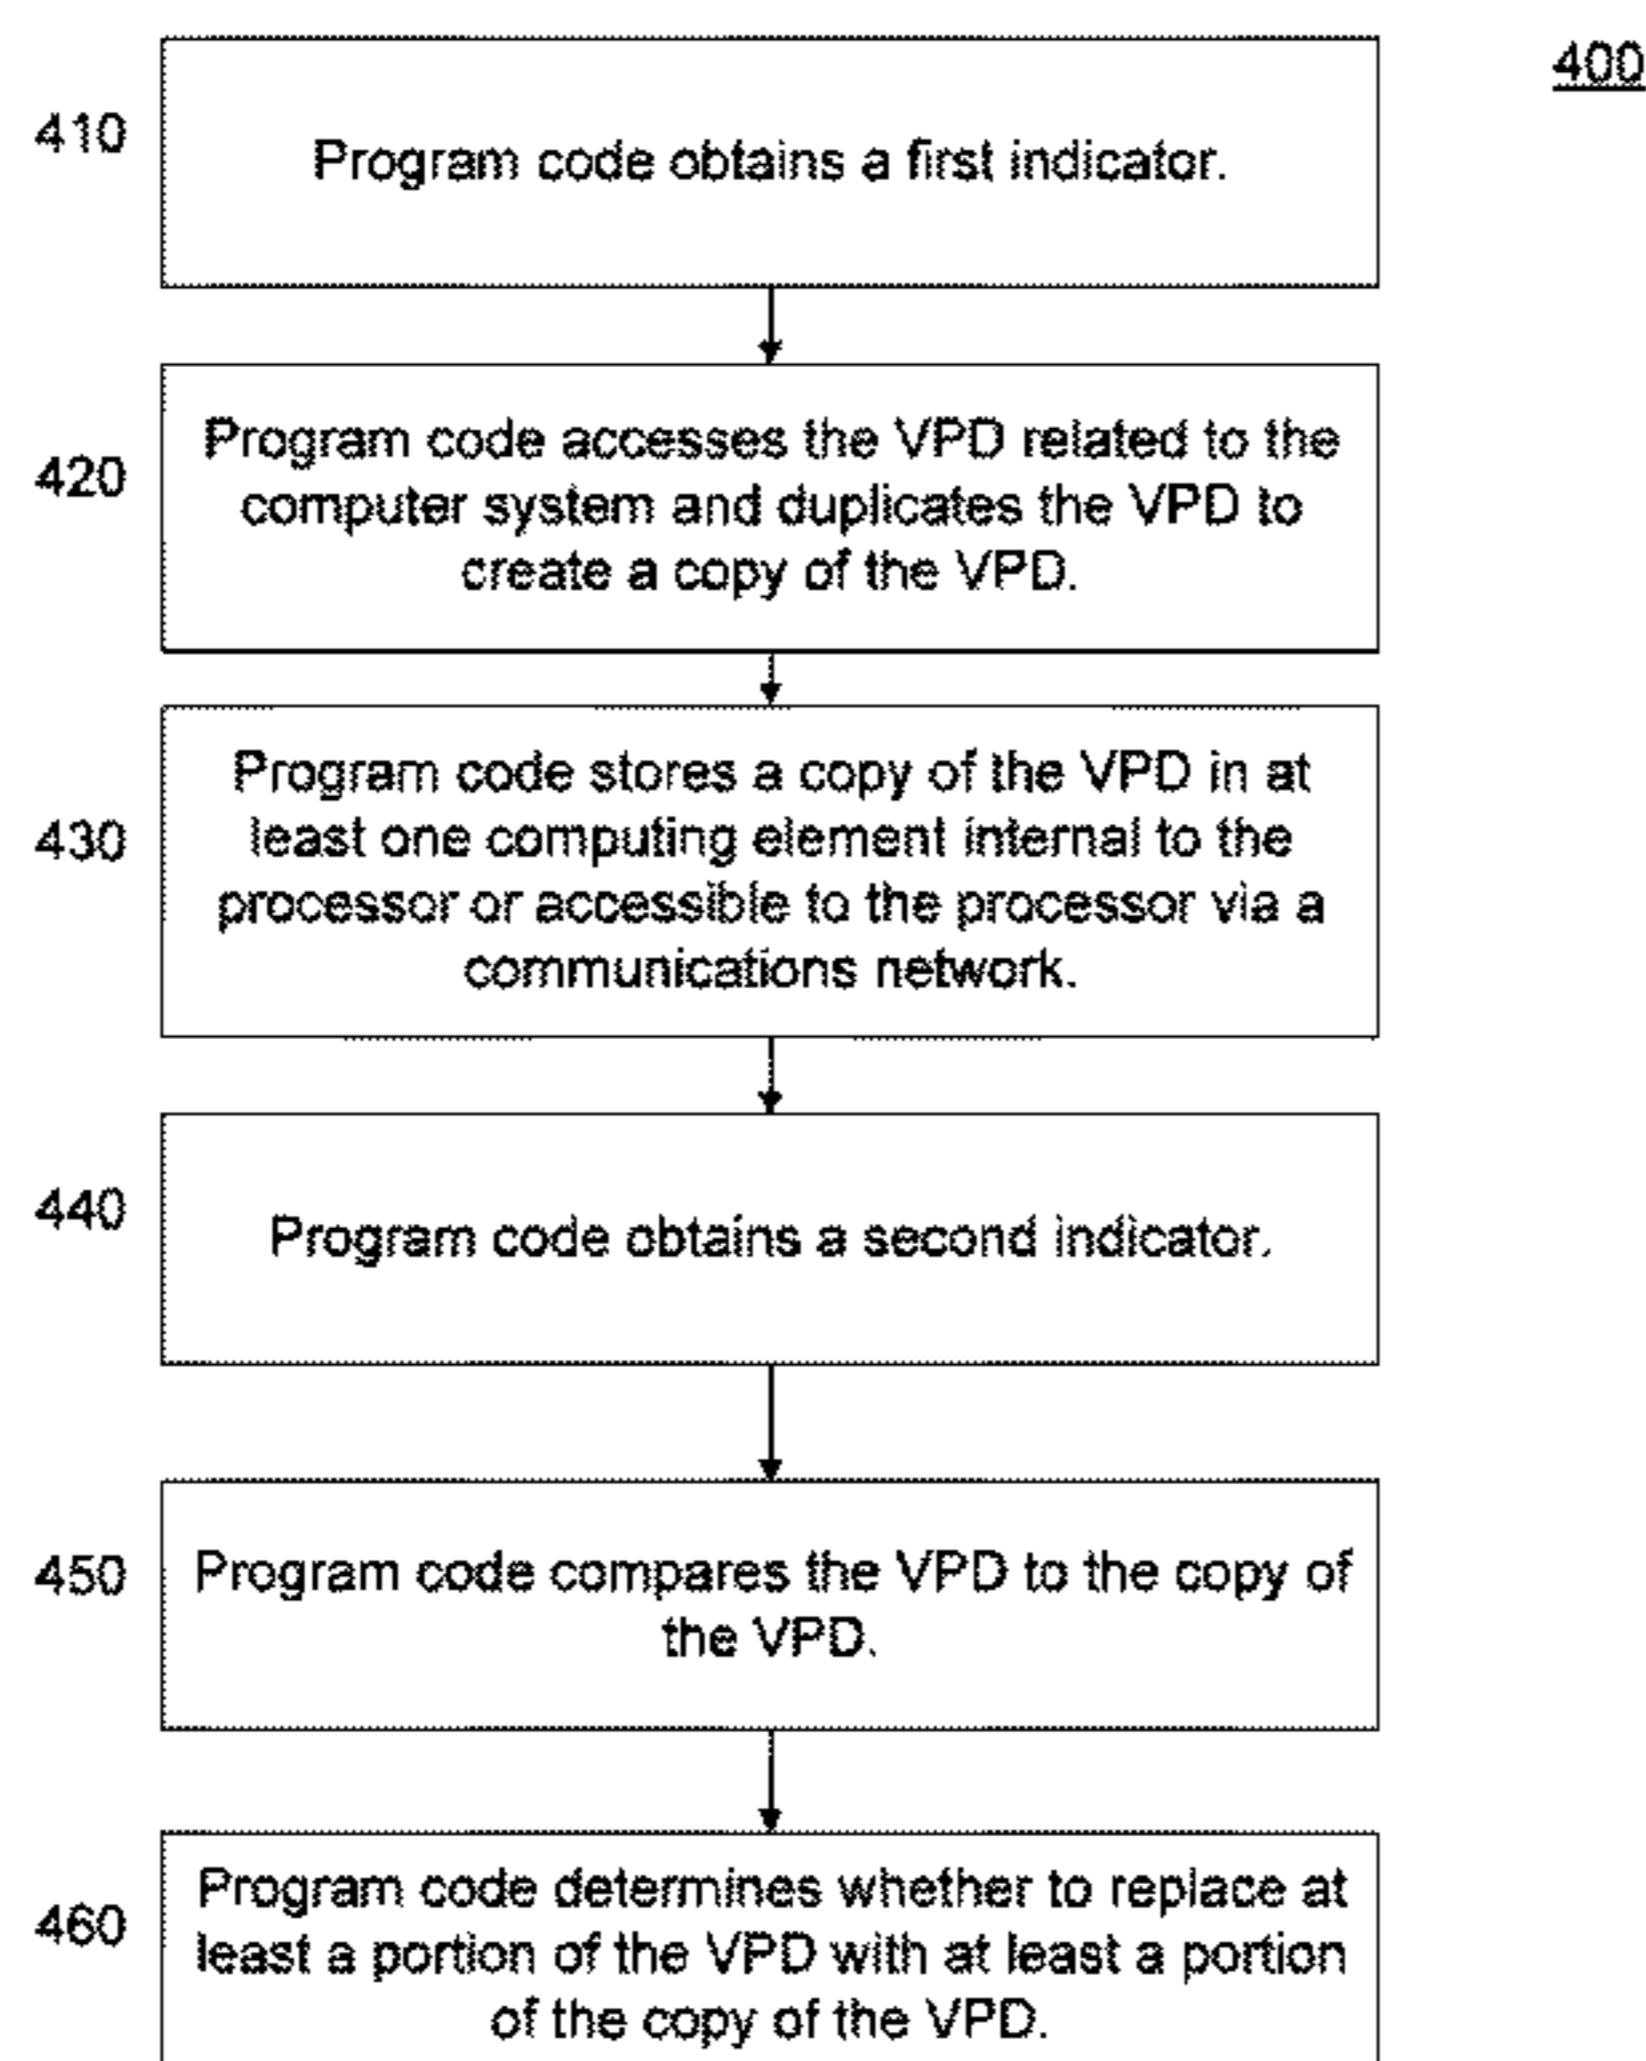 400
410
Program code obtains a first indicator.
420
Program code accesses the VPD related to the
computer system and duplicates the VPD to
create a copy of the VPD.
430
Program code stores a copy of the VPD in at
least one computing element internal to the
processor or accessible to the processor via a
communications network.
440
Program code obtains a second indicator.
450
Program code compares the VPD to the copy of
the VPD.
460
Program code determines whether to replace at
least a portion of the VPD with at least a portion
of the copy of the VPD.